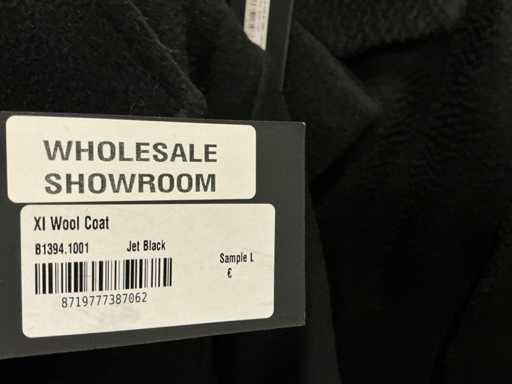 WHOLESALE
SHOWROOM
XI Wool Coat
B1394.1001 Jet Black
Sample L
€
8719777387062